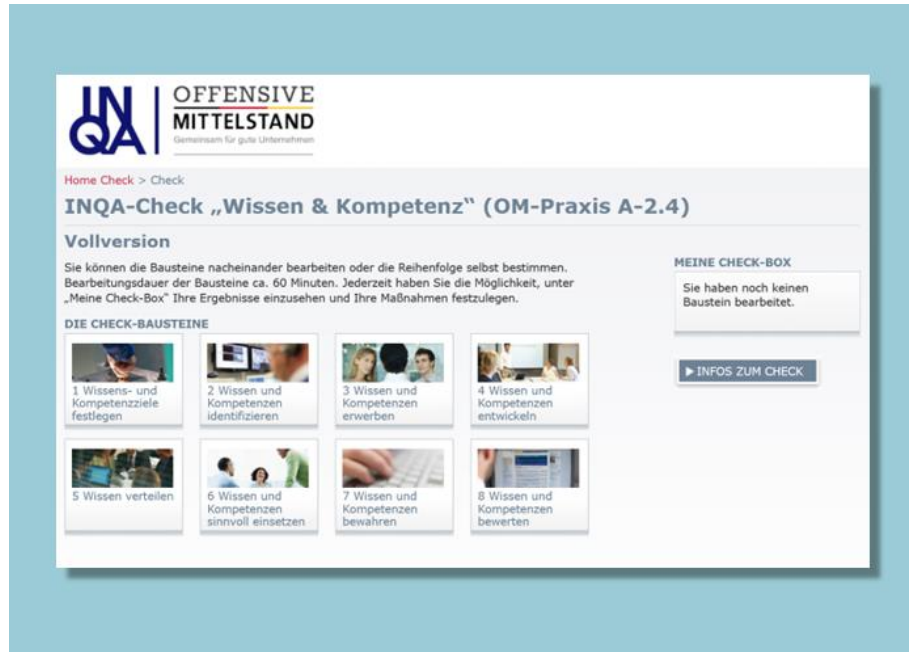 INQA
OFFENSIVE
MITTELSTAND
Gemeinsam für gute Unternehmen
Home Check > Check
INQA-Check „Wissen & Kompetenz“ (OM-Praxis A-2.4)
Vollversion
Sie können die Bausteine nacheinander bearbeiten oder die Reihenfolge selbst bestimmen.
Bearbeitungsdauer der Bausteine ca. 60 Minuten. Jederzeit haben Sie die Möglichkeit, unter
„Meine Check-Box“ Ihre Ergebnisse einzusehen und Ihre Maßnahmen festzulegen.
MEINE CHECK-BOX
Sie haben noch keinen
Baustein bearbeitet.
▶ INFOS ZUM CHECK
DIE CHECK-BAUSTEINE
1 Wissens- und
Kompetenzziele
festlegen
2 Wissen und
Kompetenzen
identifizieren
3 Wissen und
Kompetenzen
erwerben
4 Wissen und
Kompetenzen
entwickeln
5 Wissen verteilen
6 Wissen und
Kompetenzen
sinnvoll einsetzen
7 Wissen und
Kompetenzen
bewahren
8 Wissen und
Kompetenzen
bewerten